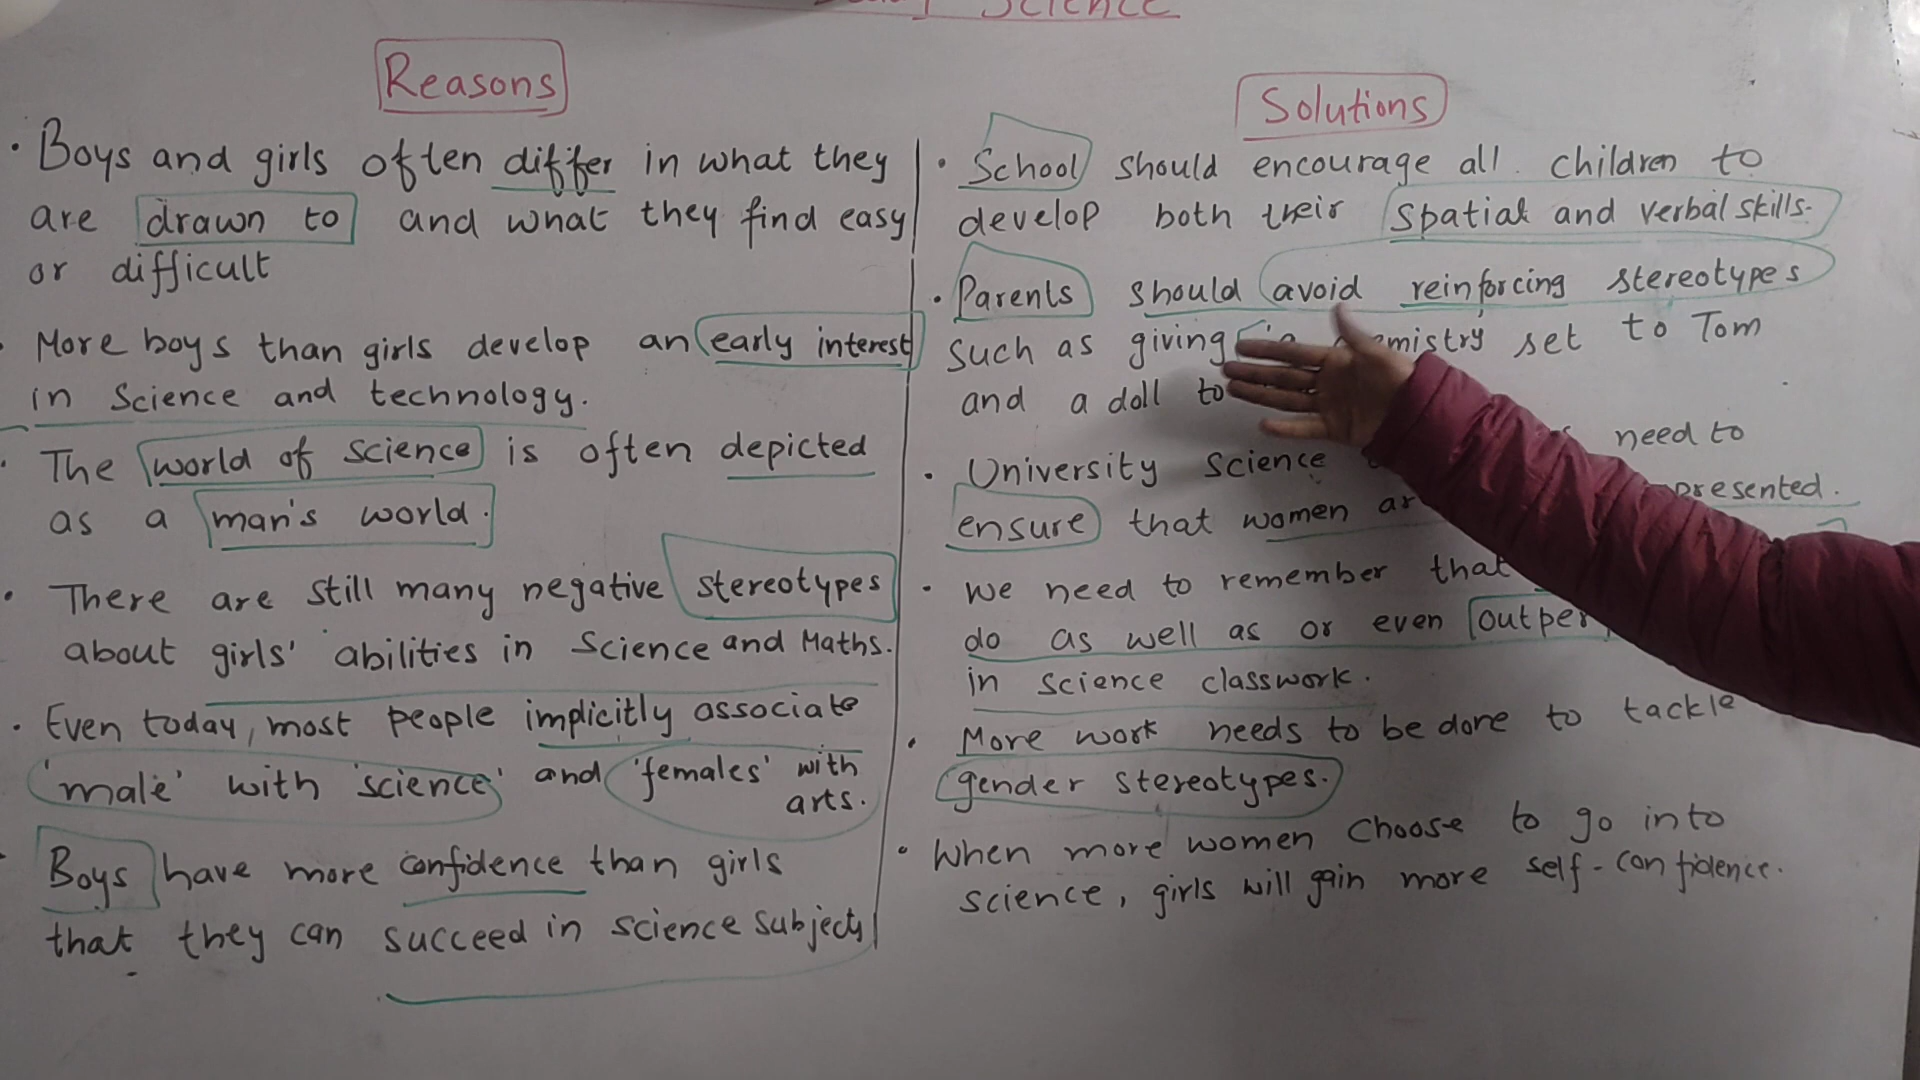 Science
Reasons
• Boys and girls often differ in what they
are drawn to and what they find easy
or difficult
• More boys than girls develop an early interest
in Science and technology.
• The world of science is often depicted
as a man's world.
• There are still many negative stereotypes
about girls' abilities in Science and Maths.
• Even today, most people implicitly associate
'male' with 'science' and 'females' with
arts.
• Boys have more confidence than girls
that they can succeed in science subjects
Solutions
• School should encourage all children to
develop both their spatial and verbal skills.
• Parents should avoid reinforcing stereotypes
such as giving a mistry set to Tom
and a doll to
• University Science need to
ensure that women ar presented.
• We need to remember that
do as well as or even outper
in science classwork.
• More work needs to be done to tackle
gender stereotypes.
• When more women choose to go into
science, girls will gain more self-confidence.